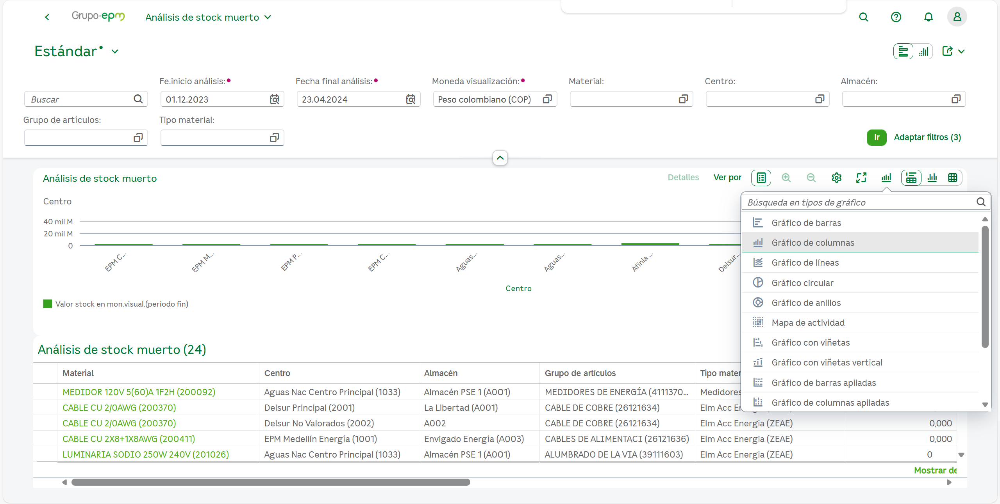 Grupo·epm
Análisis de stock muerto
Estándar
Fe.inicio análisis:
Fecha final análisis:
Moneda visualización:
Material:
Centro:
Almacén:
Buscar
01.12.2023
23.04.2024
Peso colombiano (COP)
Grupo de artículos:
Tipo material:
Ir
Adaptar filtros (3)
Análisis de stock muerto
Detalles
Ver por
Centro
40 mil M
20 mil M
0
EPM C...
EPM M...
EPM P...
EPM C...
Aguas...
Aguas...
Afinia ...
Delsur...
Centro
Valor stock en mon.visual.(período fin)
Búsqueda en tipos de gráfico
Gráfico de barras
Gráfico de columnas
Gráfico de líneas
Gráfico circular
Gráfico de anillos
Mapa de actividad
Gráfico con viñetas
Gráfico con viñetas vertical
Gráfico de barras apiladas
Gráfico de columnas apiladas
Análisis de stock muerto (24)
Material Centro Almacén Grupo de artículos Tipo mater
MEDIDOR 120V 5(60)A 1F2H (200092) Aguas Nac Centro Principal (1033) Almacén PSE 1 (A001) MEDIDORES DE ENERGÍA (4111370... Medidores
CABLE CU 2/0AWG (200370) Delsur Principal (2001) La Libertad (A001) CABLE DE COBRE (26121634) Elm Acc Er
CABLE CU 2/0AWG (200370) Delsur No Valorados (2002) A002 CABLE DE COBRE (26121634) Elm Acc Energia (ZEAE) 0,000
CABLE CU 2X8+1X8AWG (200411) EPM Medellín Energía (1001) Envigado Energía (A003) CABLES DE ALIMENTACI (26121636) Elm Acc Energia (ZEAE) 0,000
LUMINARIA SODIO 250W 240V (201026) Aguas Nac Centro Principal (1033) Almacén PSE 1 (A001) ALUMBRADO DE LA VIA (39111603) Elm Acc Energia (ZEAE) 0
Mostrar de